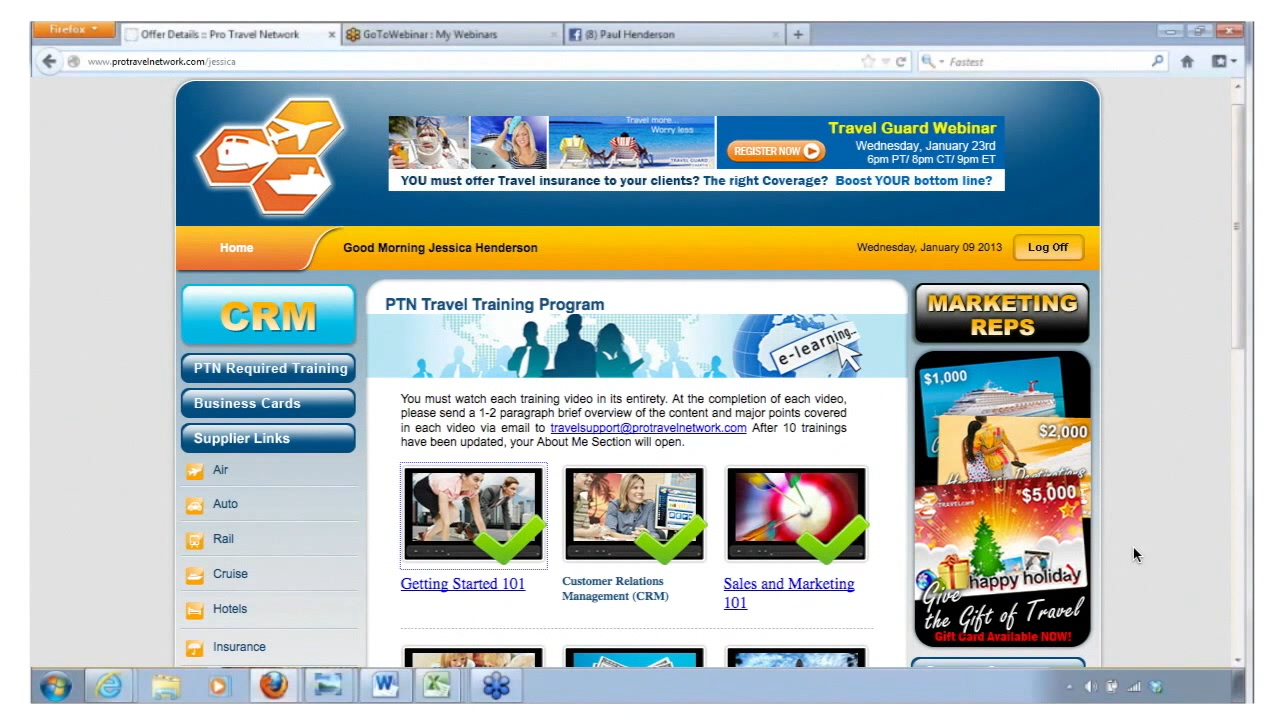 Firefox
Offer Details :: Pro Travel Network
GoToWebinar : My Webinars
(8) Paul Henderson
www.protravelnetwork.com/jessica
Fastest
Travel more...
Worry less
TRAVEL GUARD
REGISTER NOW
Travel Guard Webinar
Wednesday, January 23rd
6pm PT/ 8pm CT/ 9pm ET
YOU must offer Travel insurance to your clients? The right Coverage? Boost YOUR bottom line?
Home
Good Morning Jessica Henderson
Wednesday, January 09 2013
Log Off
CRM
PTN Required Training
Business Cards
Supplier Links
Air
Auto
Rail
Cruise
Hotels
Insurance
PTN Travel Training Program
e-learning...
You must watch each training video in its entirety. At the completion of each video,
please send a 1-2 paragraph brief overview of the content and major points covered
in each video via email to travelsupport@protravelnetwork.com After 10 trainings
have been updated, your About Me Section will open.
Getting Started 101
Customer Relations
Management (CRM)
Sales and Marketing
101
MARKETING
REPS
$1,000
$2,000
$5,000
happy holiday
Give
the Gift of Travel
Gift Card Available NOW!